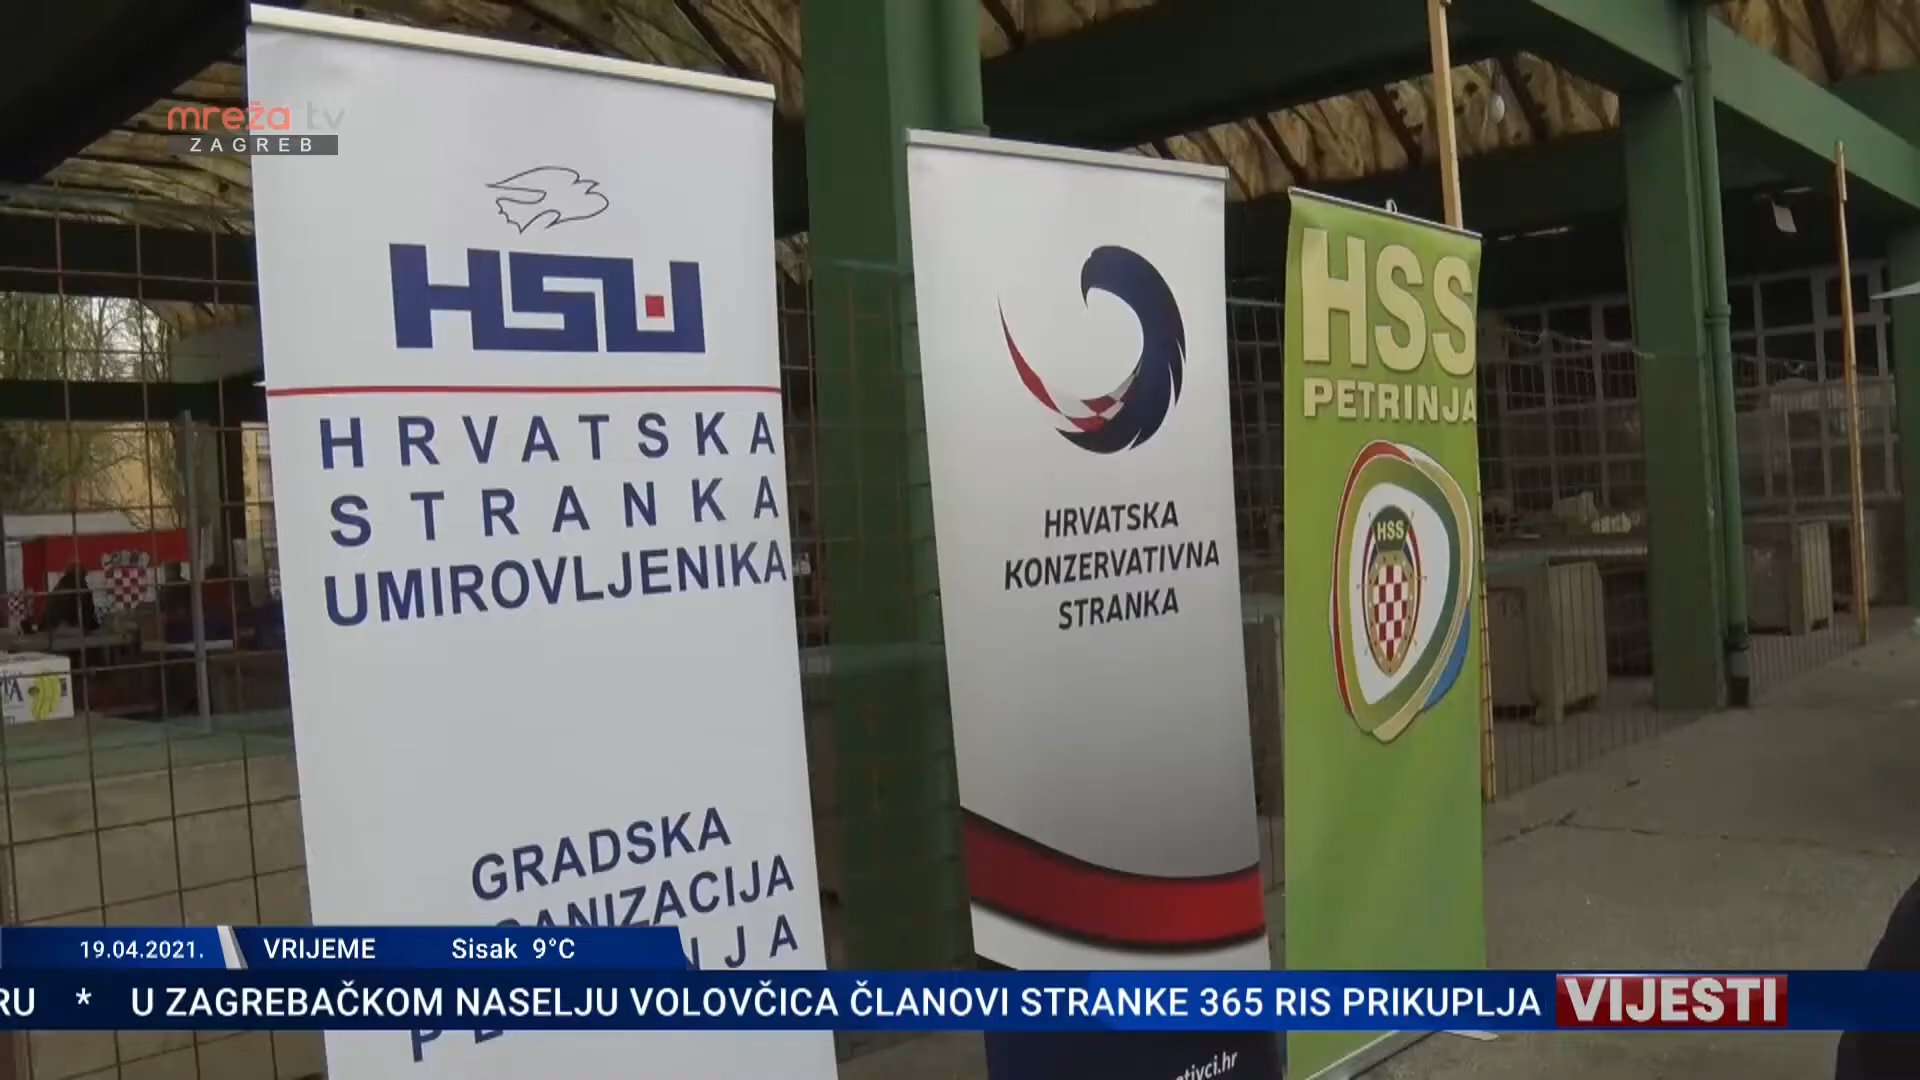 mreža tv
ZAGREB
HSU
HRVATSKA
STRANKA
UMIROVLJENIKA
GRADSKA
HRVATSKA
KONZERVATIVNA
STRANKA
HSS
PETRINJA
HSS
19.04.2021.
VRIJEME
Sisak 9°C
RU * U ZAGREBAČKOM NASELJU VOLOVČICA ČLANOVI STRANKE 365 RIS PRIKUPLJA
VIJESTI